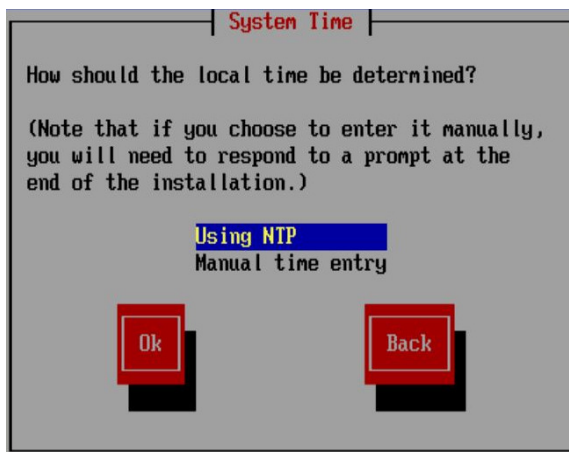 System Time
How should the local time be determined?
(Note that if you choose to enter it manually,
you will need to respond to a prompt at the
end of the installation.)
Using NTP
Manual time entry
Ok Back